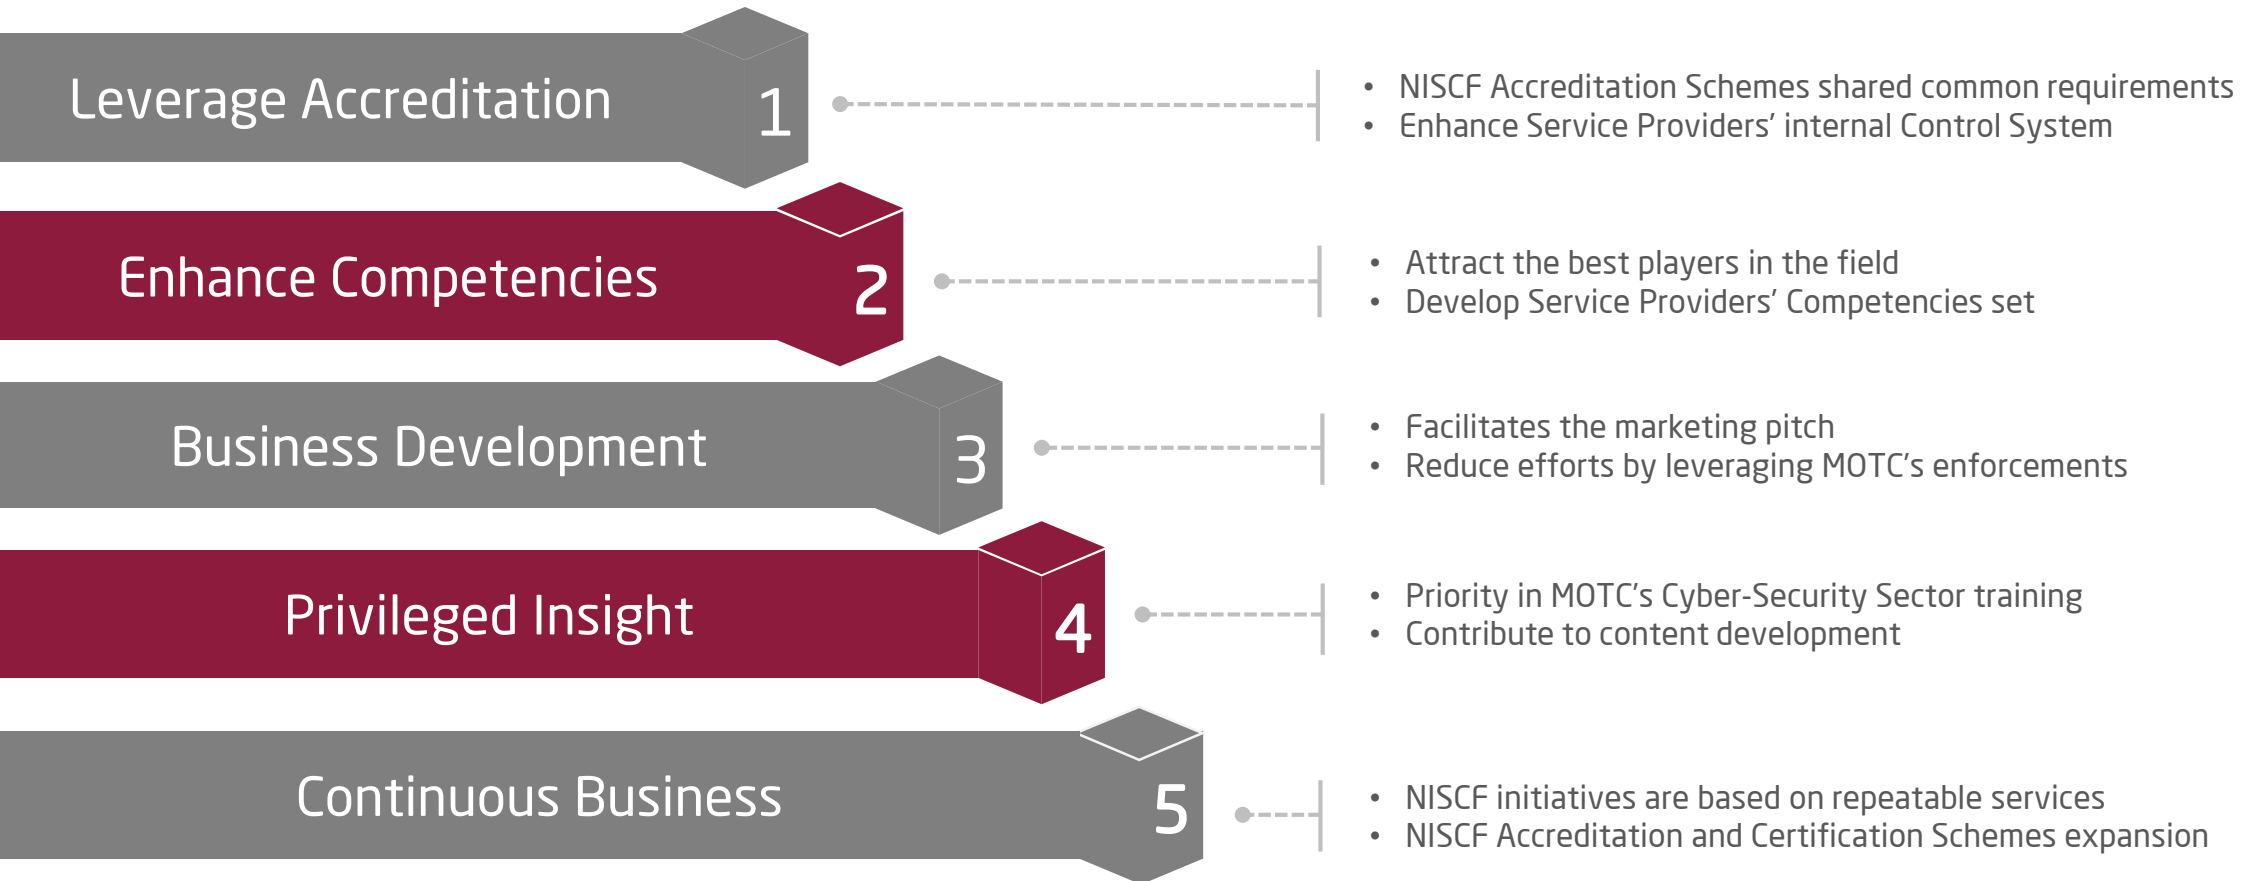 Leverage Accreditation
1
• NISCF Accreditation Schemes shared common requirements
• Enhance Service Providers' internal Control System
Enhance Competencies
2
• Attract the best players in the field
• Develop Service Providers' Competencies set
Business Development
3
• Facilitates the marketing pitch
• Reduce efforts by leveraging MOTC's enforcements
Privileged Insight
4
• Priority in MOTC's Cyber-Security Sector training
• Contribute to content development
Continuous Business
5
• NISCF initiatives are based on repeatable services
• NISCF Accreditation and Certification Schemes expansion